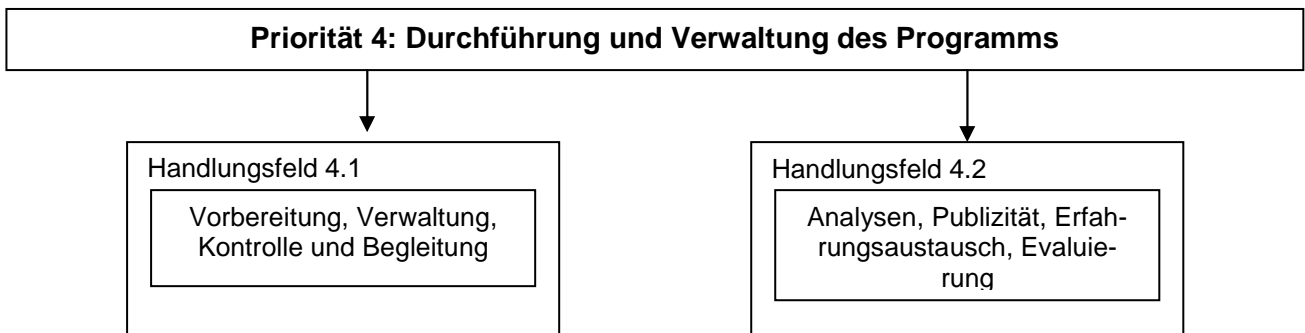 Priorität 4: Durchführung und Verwaltung des Programms
Handlungsfeld 4.1
Vorbereitung, Verwaltung,
Kontrolle und Begleitung
Handlungsfeld 4.2
Analysen, Publizität, Erfah-
rungsaustausch, Evaluie-
rung